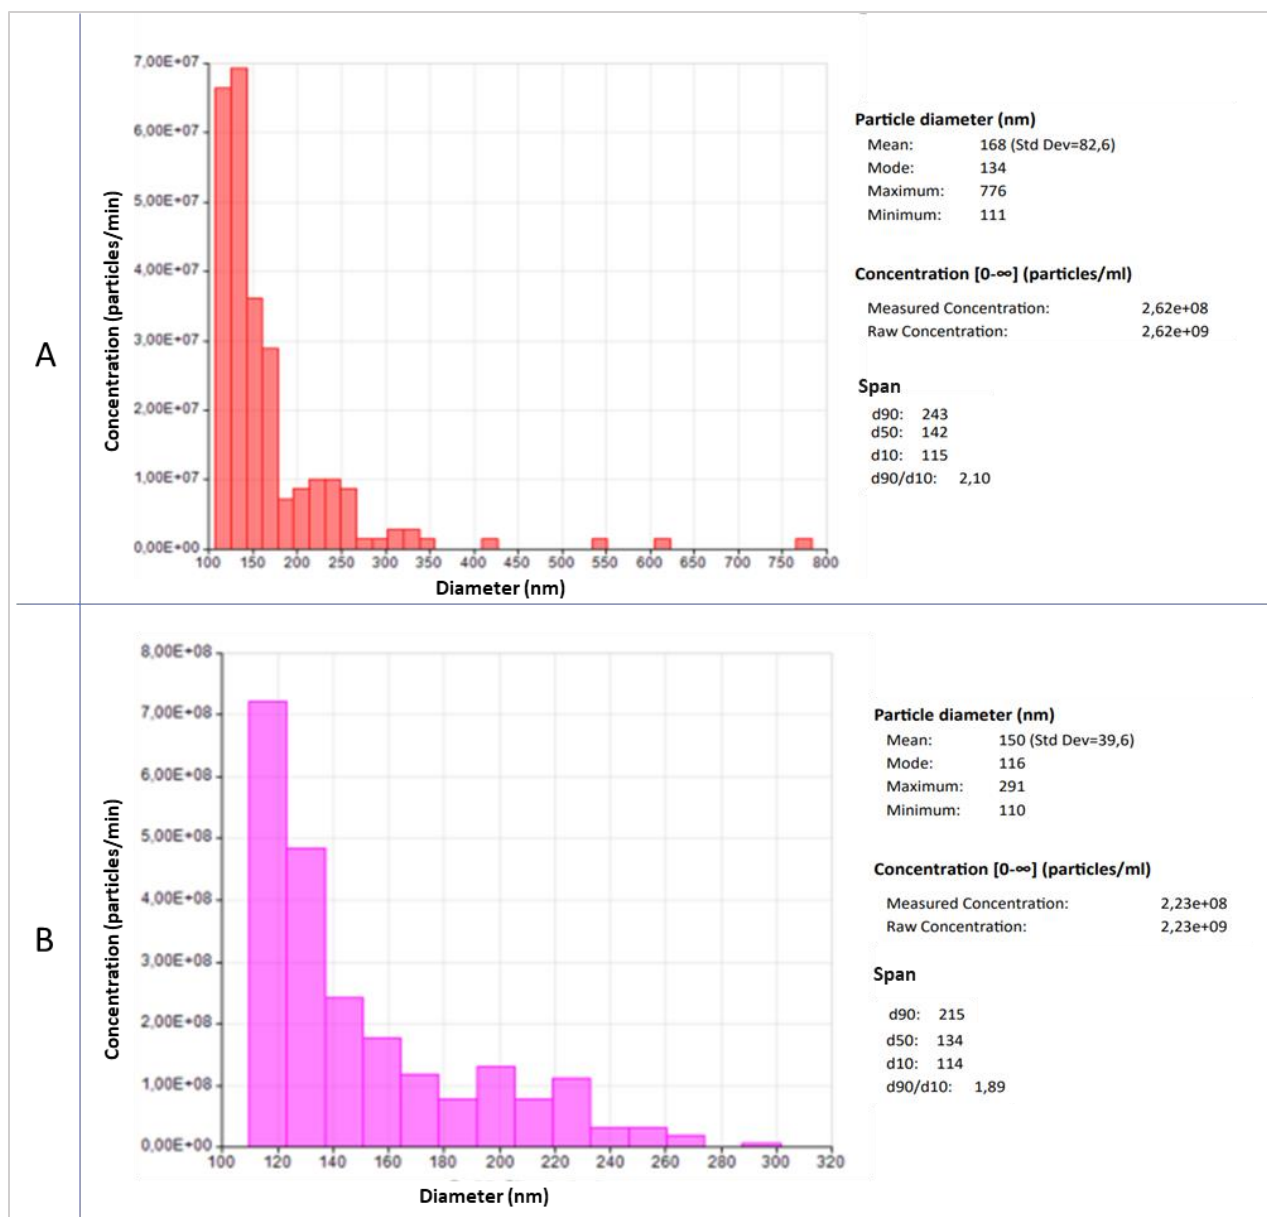 A
Concentration (particles/min)
7,00E+07
6,00E+07
5,00E+07
4,00E+07
3,00E+07
2,00E+07
1,00E+07
0,00E+00
100 150 200 250 300 350 400 450 500 550 600 650 700 750 800
Diameter (nm)
Particle diameter (nm)
Mean: 168 (Std Dev=82,6)
Mode: 134
Maximum: 776
Minimum: 111
Concentration [0-∞] (particles/ml)
Measured Concentration: 2,62e+08
Raw Concentration: 2,62e+09
Span
d90: 243
d50: 142
d10: 115
d90/d10: 2,10
B
Concentration (particles/min)
8,00E+08
7,00E+08
6,00E+08
5,00E+08
4,00E+08
3,00E+08
2,00E+08
1,00E+08
0,00E+00
100 120 140 160 180 200 220 240 260 280 300 320
Diameter (nm)
Particle diameter (nm)
Mean: 150 (Std Dev=39,6)
Mode: 116
Maximum: 291
Minimum: 110
Concentration [0-∞] (particles/ml)
Measured Concentration: 2,23e+08
Raw Concentration: 2,23e+09
Span
d90: 215
d50: 134
d10: 114
d90/d10: 1,89